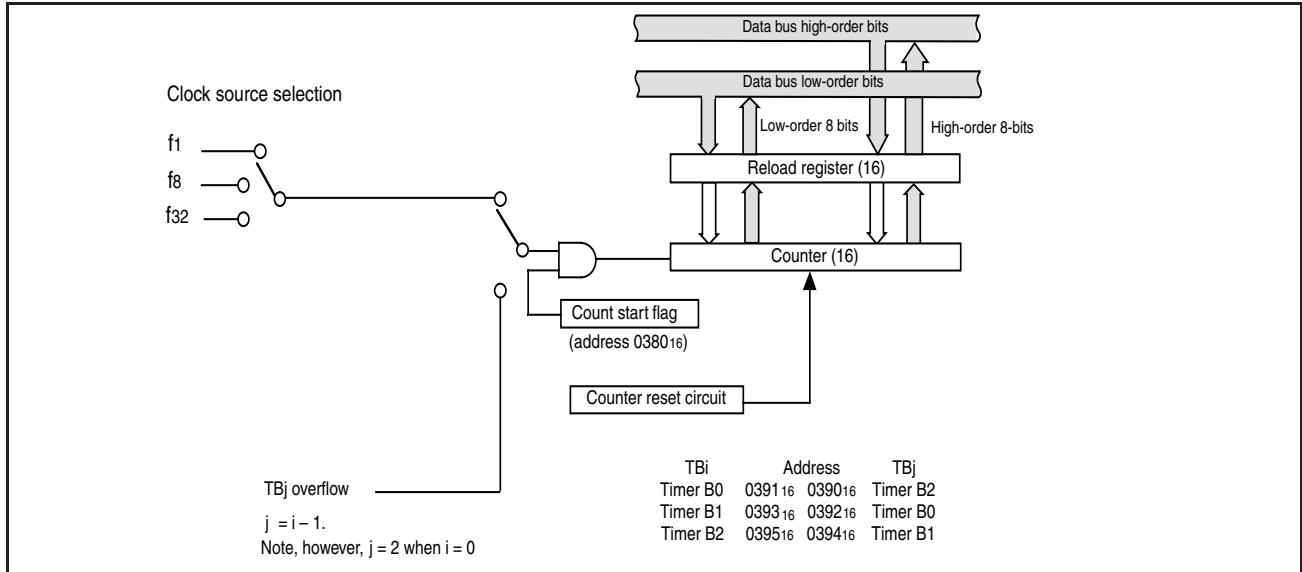 Data bus high-order bits
Data bus low-order bits
Clock source selection
Low-order 8 bits
High-order 8-bits
f1
f8
f32
Reload register (16)
Counter (16)
Count start flag
(address 038016)
Counter reset circuit
TBj overflow
j = i – 1.
Note, however, j = 2 when i = 0
TBi Address TBj
Timer B0 039116 039016 Timer B2
Timer B1 039316 039216 Timer B0
Timer B2 039516 039416 Timer B1